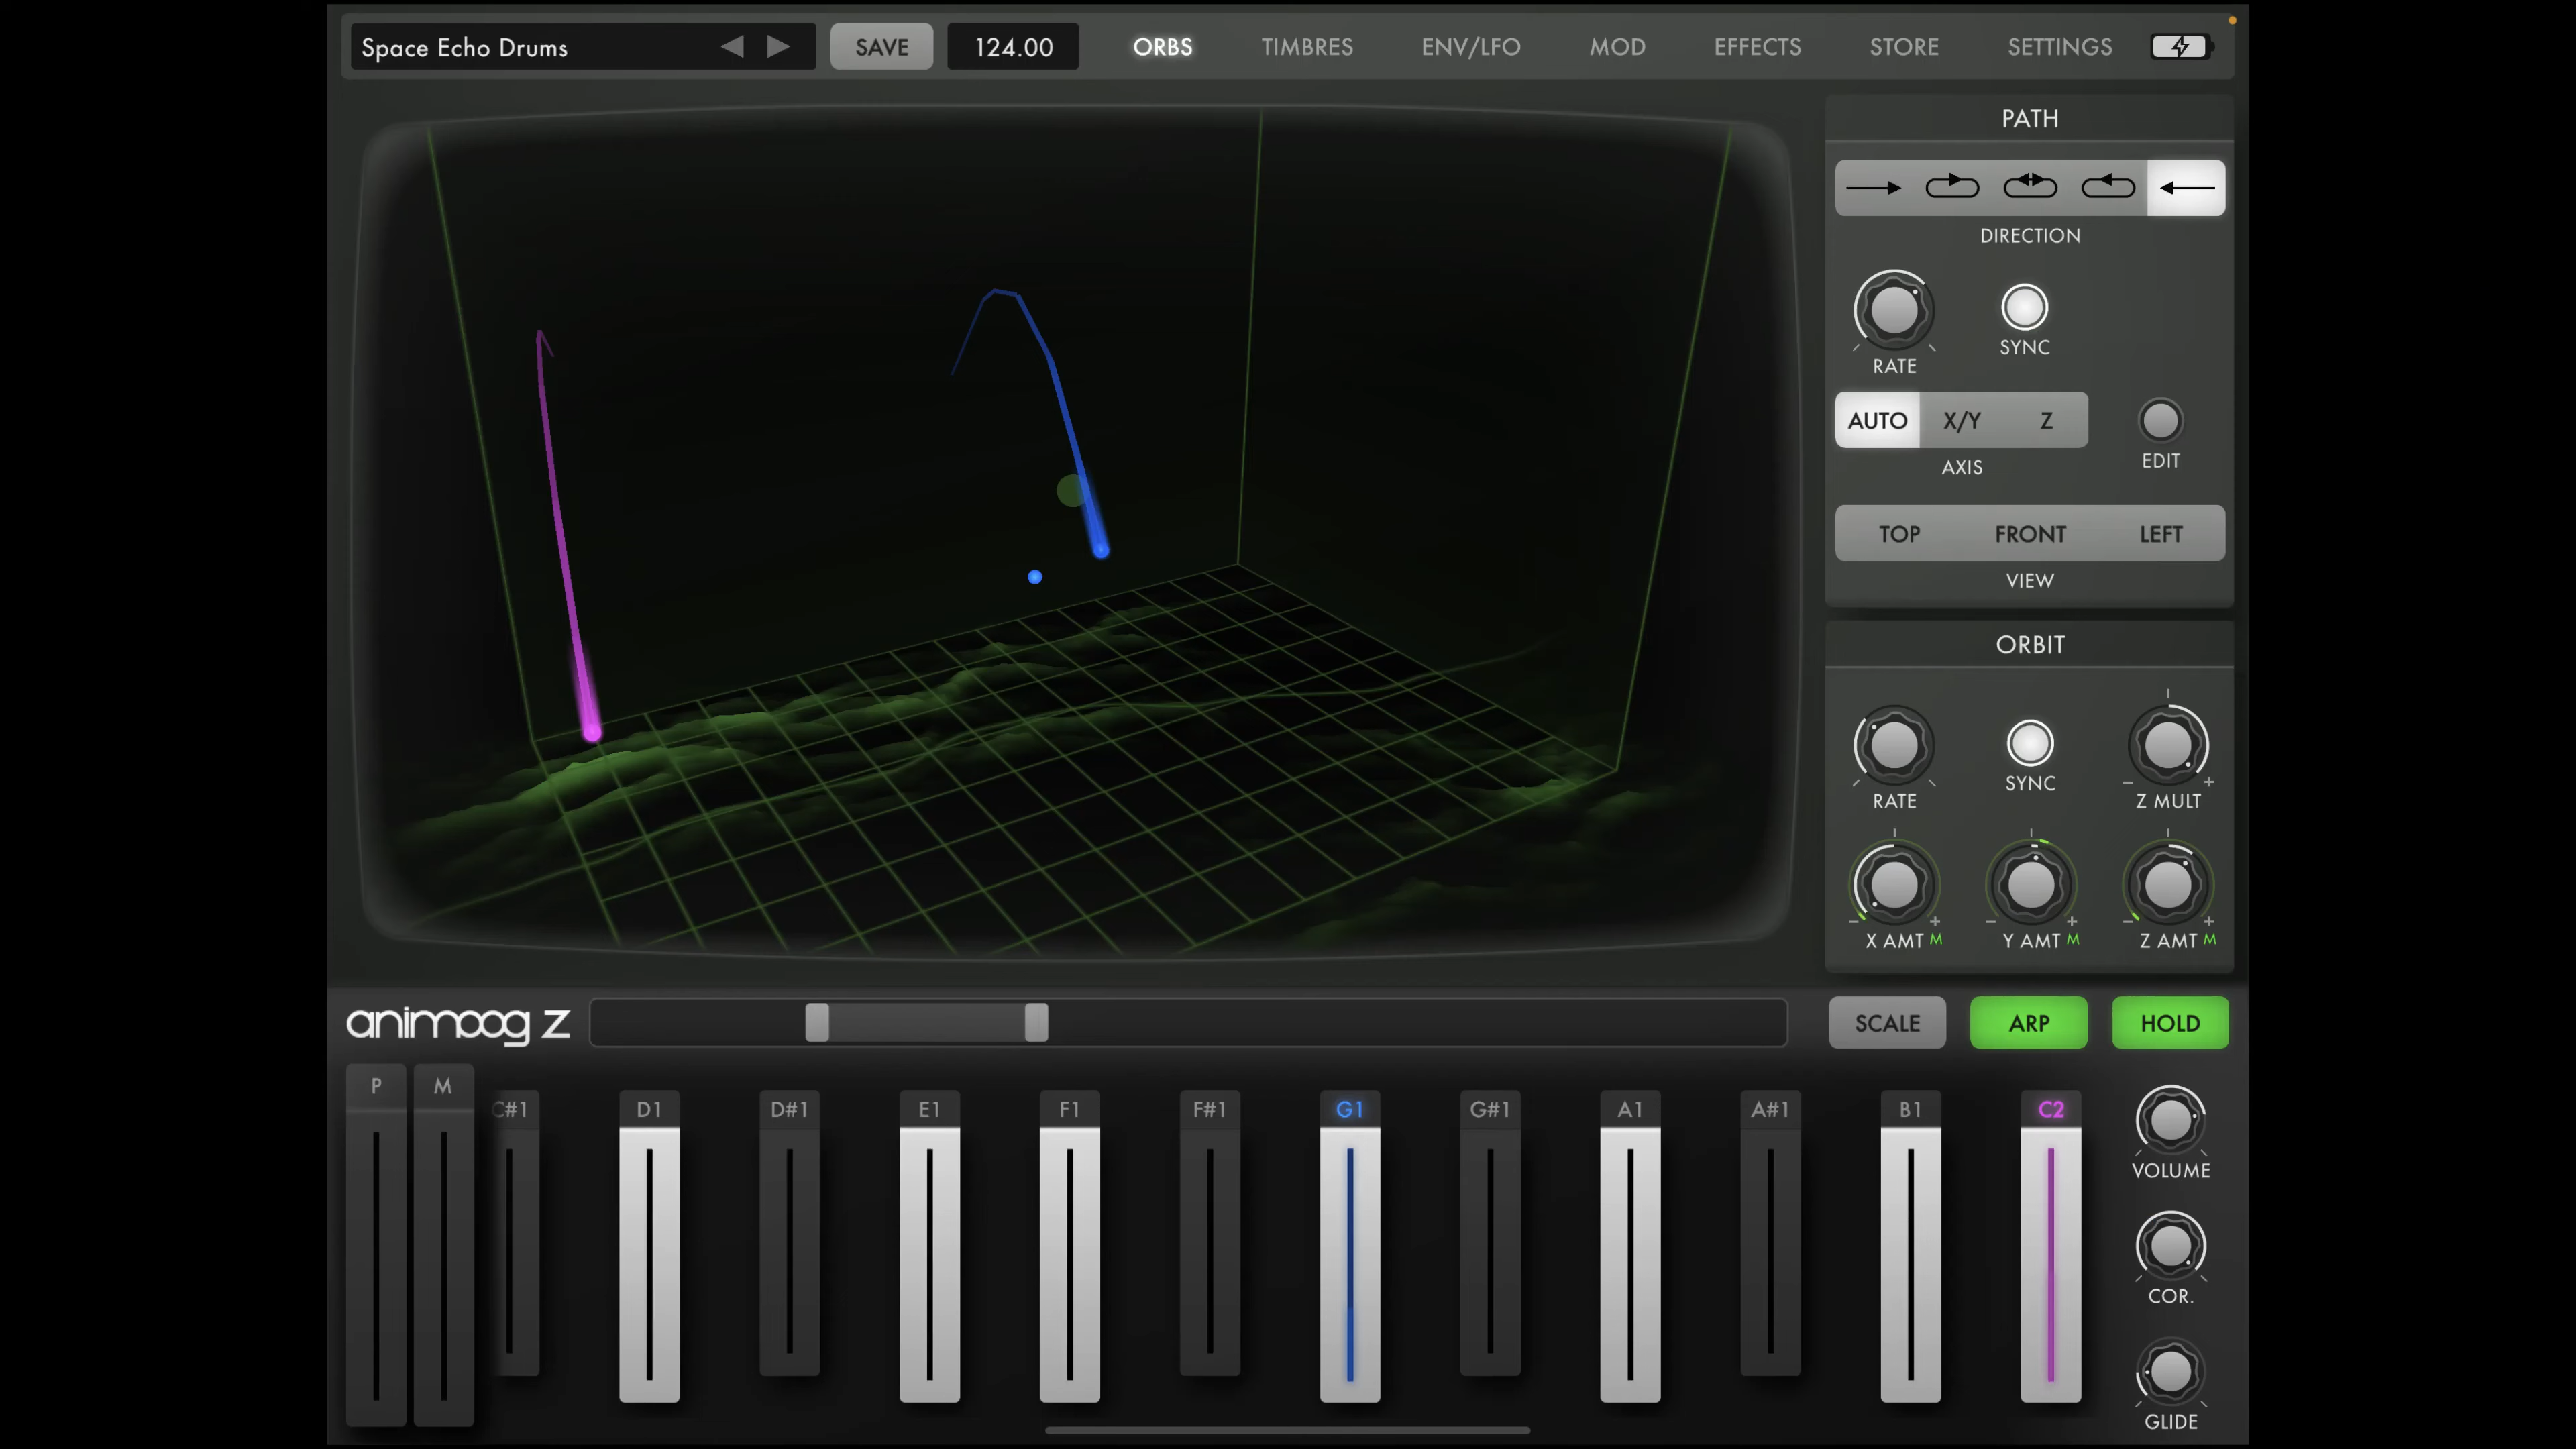 Space Echo Drums
SAVE
124.00
ORBS
TIMBRES
ENV/LFO
MOD
EFFECTS
STORE
SETTINGS
PATH
DIRECTION
RATE
SYNC
AUTO X/Y Z
AXIS
EDIT
TOP FRONT LEFT
VIEW
ORBIT
RATE
SYNC
- +
Z MULT
- +
X AMT M
- +
Y AMT M
- +
Z AMT M
animoog Z
SCALE
ARP
HOLD
P M
C#1 D1 D#1 E1 F1 F#1 G1 G#1 A1 A#1 B1 C2
VOLUME
COR.
GLIDE